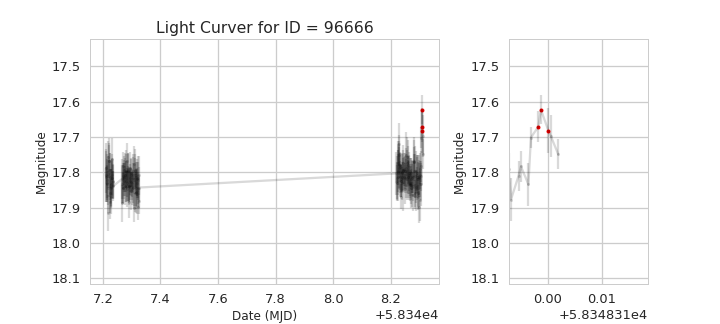 Light Curver for ID = 96666
17.5
17.6
17.7
17.8
17.9
18.0
18.1
Magnitude
7.2 7.4 7.6 7.8 8.0 8.2
Date (MJD)
+5.834e4
17.5
17.6
17.7
17.8
17.9
18.0
18.1
Magnitude
0.00 0.01
+5.834831e4